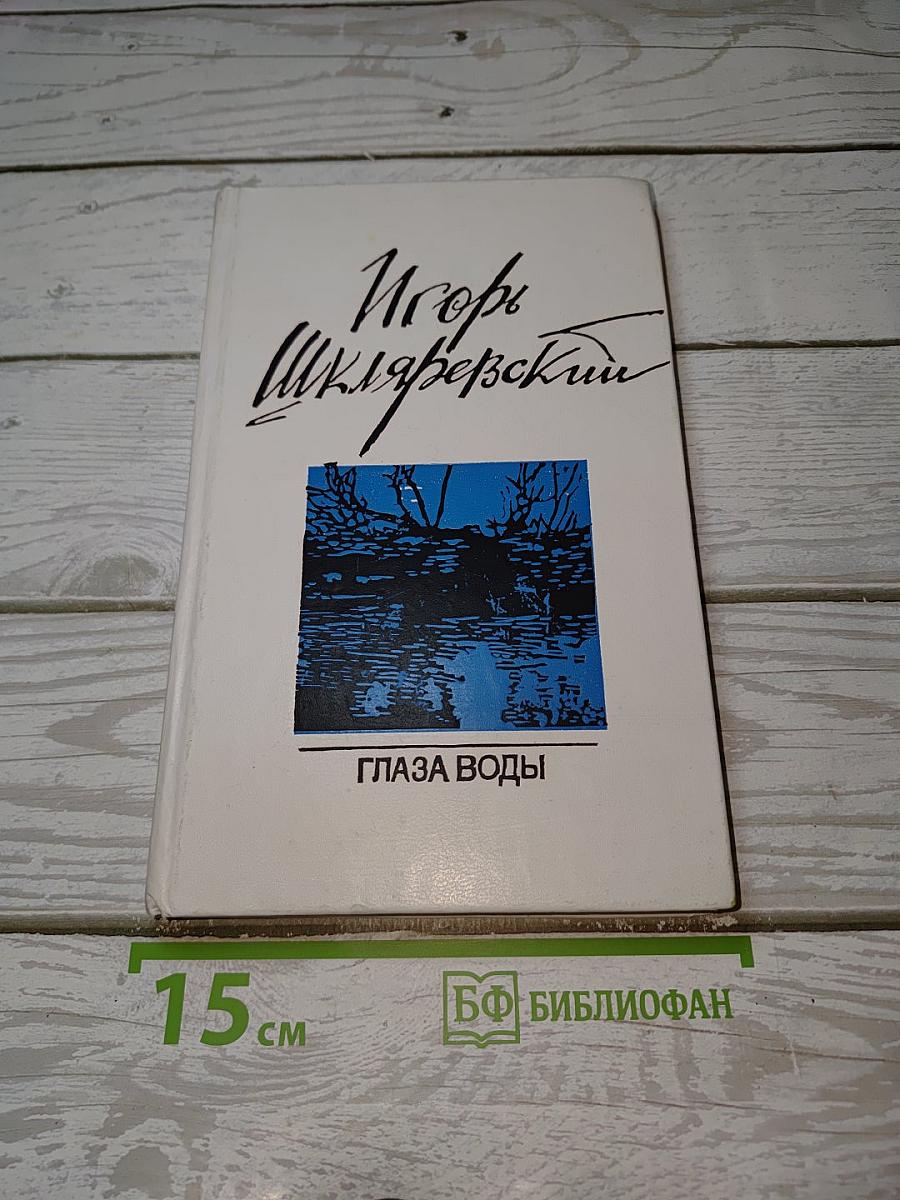 Игорь
Шкляревский
ГЛАЗА ВОДЫ
15 см
БФ БИБЛИОФАН